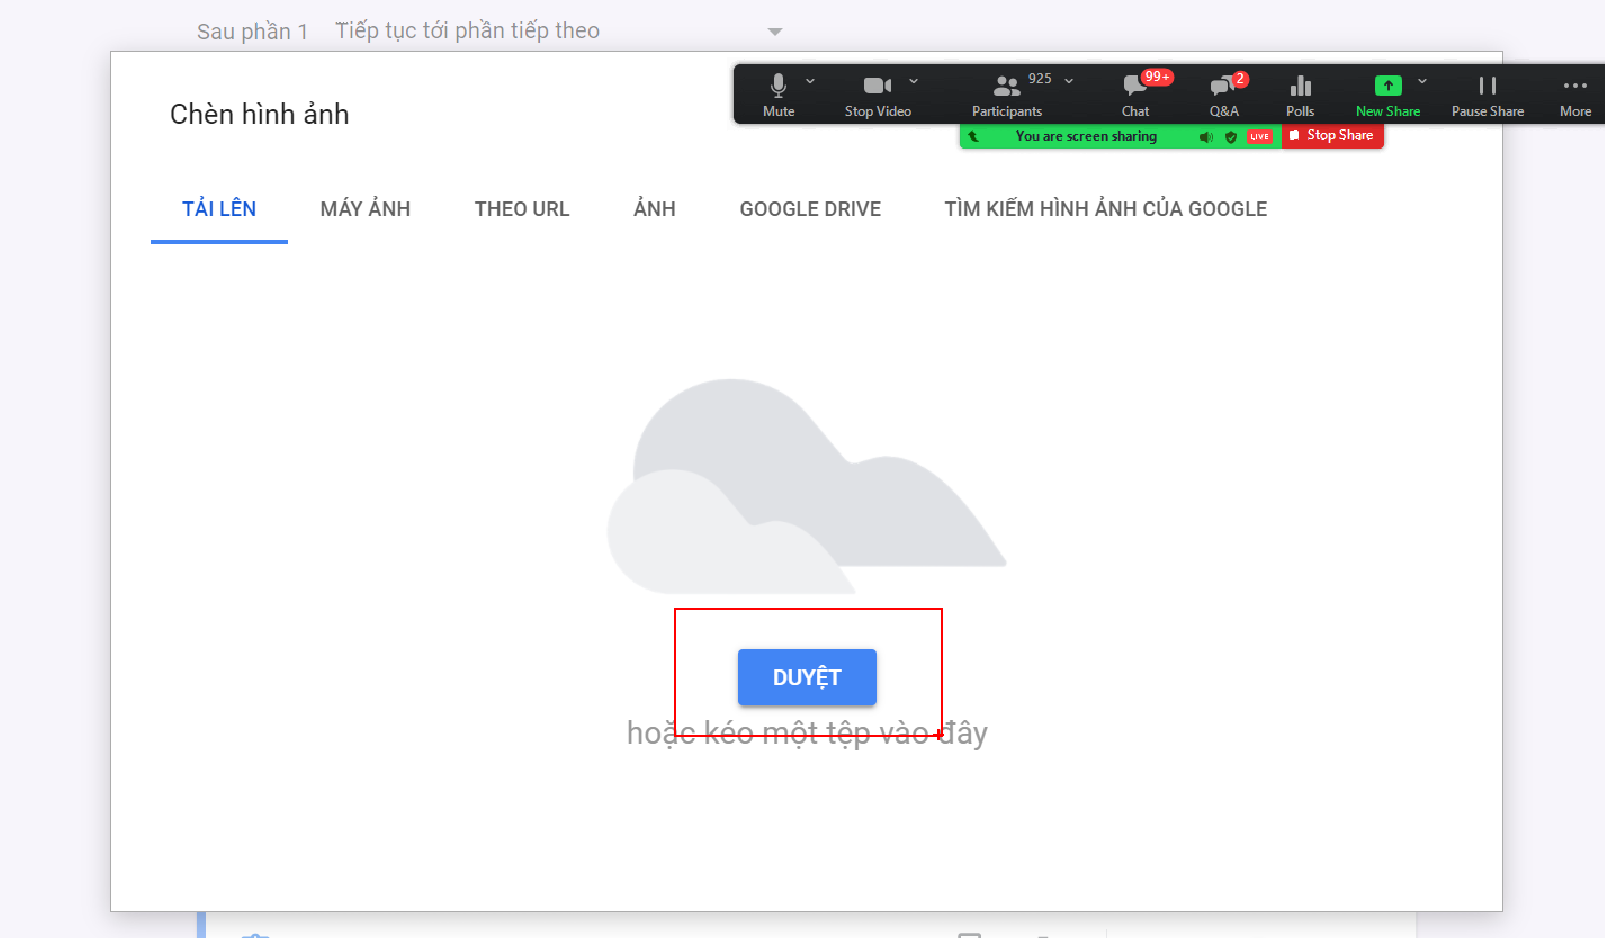 Sau phần 1 Tiếp tục tới phần tiếp theo
Chèn hình ảnh
925
99+
2
Mute
Stop Video
Participants
Chat
Q&A
Polls
New Share
Pause Share
More
You are screen sharing
LIVE
Stop Share
TẢI LÊN
MÁY ẢNH
THEO URL
ẢNH
GOOGLE DRIVE
TÌM KIẾM HÌNH ẢNH CỦA GOOGLE
DUYỆT
hoặc kéo một tệp vào đây